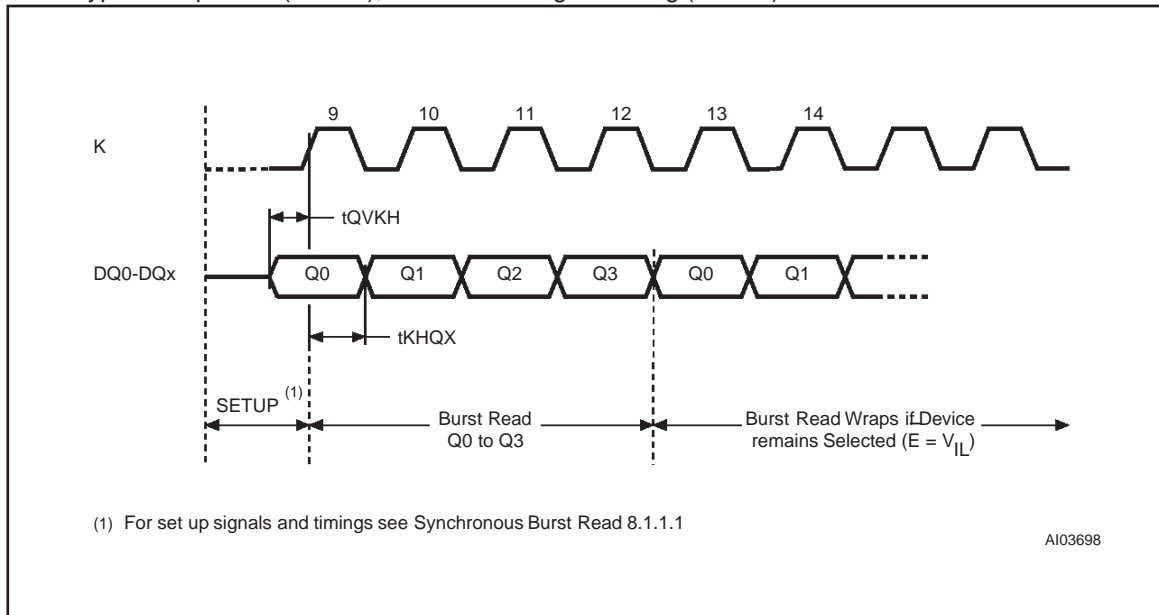 9 10 11 12 13 14
K
tQVKH
DQ0-DQx Q0 Q1 Q2 Q3 Q0 Q1
tKHQX
SETUP (1)
Burst Read
Q0 to Q3
Burst Read Wraps if Device
remains Selected (E = VIL)
(1) For set up signals and timings see Synchronous Burst Read 8.1.1.1
AI03698